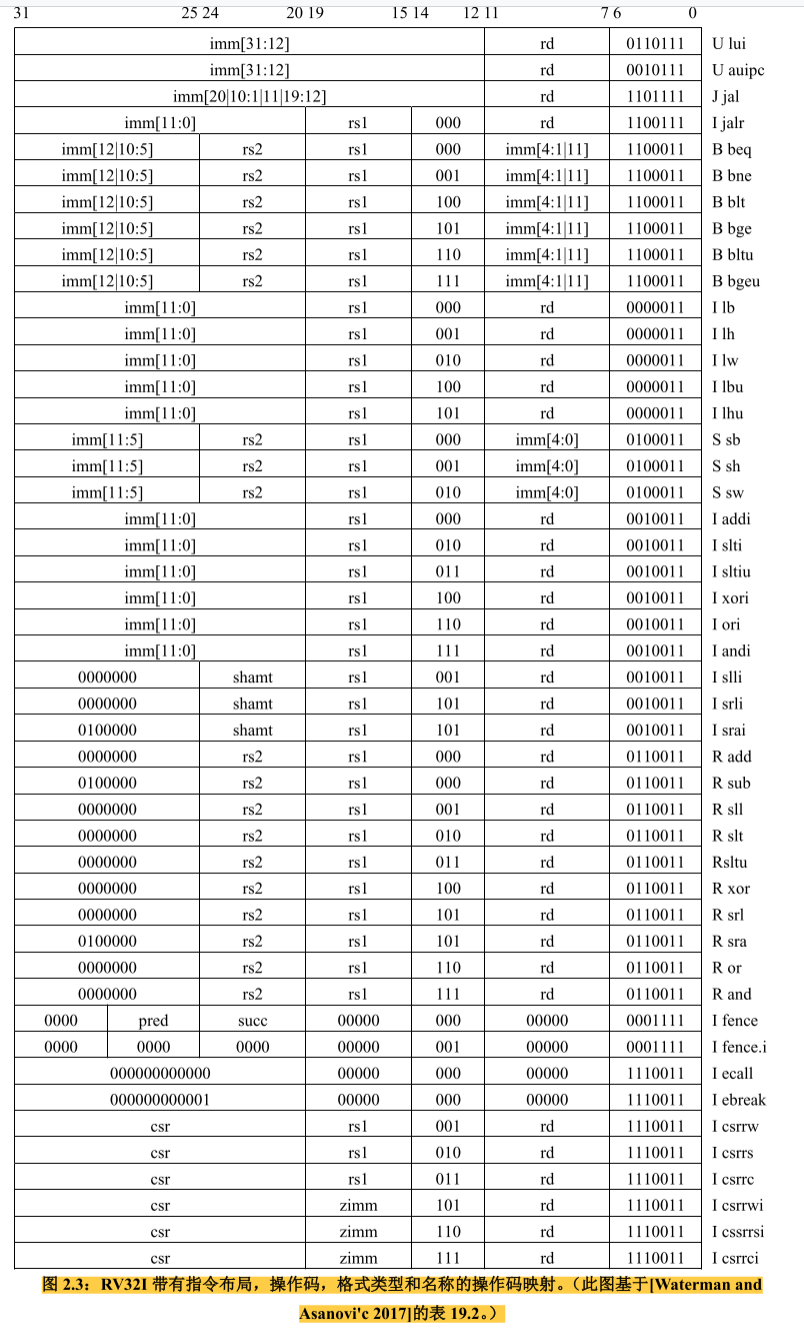 31 25 24 20 19 15 14 12 11 7 6 0
imm[31:12] rd 0110111 U lui
imm[31:12] rd 0010111 U auipc
imm[20|10:1|11|19:12] rd 1101111 J jal
imm[11:0] rs1 000 rd 1100111 I jalr
imm[12|10:5] rs2 rs1 000 imm[4:1|11] 1100011 B beq
imm[12|10:5] rs2 rs1 001 imm[4:1|11] 1100011 B bne
imm[12|10:5] rs2 rs1 100 imm[4:1|11] 1100011 B blt
imm[12|10:5] rs2 rs1 101 imm[4:1|11] 1100011 B bge
imm[12|10:5] rs2 rs1 110 imm[4:1|11] 1100011 B bltu
imm[12|10:5] rs2 rs1 111 imm[4:1|11] 1100011 B bgeu
imm[11:0] rs1 000 rd 0000011 I lb
imm[11:0] rs1 001 rd 0000011 I lh
imm[11:0] rs1 010 rd 0000011 I lw
imm[11:0] rs1 100 rd 0000011 I lbu
imm[11:0] rs1 101 rd 0000011 I lhu
imm[11:5] rs2 rs1 000 imm[4:0] 0100011 S sb
imm[11:5] rs2 rs1 001 imm[4:0] 0100011 S sh
imm[11:5] rs2 rs1 010 imm[4:0] 0100011 S sw
imm[11:0] rs1 000 rd 0010011 I addi
imm[11:0] rs1 010 rd 0010011 I slti
imm[11:0] rs1 011 rd 0010011 I sltiu
imm[11:0] rs1 100 rd 0010011 I xori
imm[11:0] rs1 110 rd 0010011 I ori
imm[11:0] rs1 111 rd 0010011 I andi
0000000 shamt rs1 001 rd 0010011 I slli
0000000 shamt rs1 101 rd 0010011 I srli
0100000 shamt rs1 101 rd 0010011 I srai
0000000 rs2 rs1 000 rd 0110011 R add
0100000 rs2 rs1 000 rd 0110011 R sub
0000000 rs2 rs1 001 rd 0110011 R sll
0000000 rs2 rs1 010 rd 0110011 R slt
0000000 rs2 rs1 011 rd 0110011 Rsltu
0000000 rs2 rs1 100 rd 0110011 R xor
0000000 rs2 rs1 101 rd 0110011 R srl
0100000 rs2 rs1 101 rd 0110011 R sra
0000000 rs2 rs1 110 rd 0110011 R or
0000000 rs2 rs1 111 rd 0110011 R and
0000 pred succ 00000 000 00000 0001111 I fence
0000 0000 0000 00000 001 00000 0001111 I fence.i
000000000000 00000 000 00000 1110011 I ecall
000000000001 00000 000 00000 1110011 I ebreak
csr rs1 001 rd 1110011 I csrrw
csr rs1 010 rd 1110011 I csrrs
csr rs1 011 rd 1110011 I csrrc
csr zimm 101 rd 1110011 I csrrwi
csr zimm 110 rd 1110011 I cssrrsi
csr zimm 111 rd 1110011 I csrrci
图 2.3：RV32I 带有指令布局，操作码，格式类型和名称的操作码映射。（此图基于[Waterman and
Asanovi'c 2017]的表 19.2。）